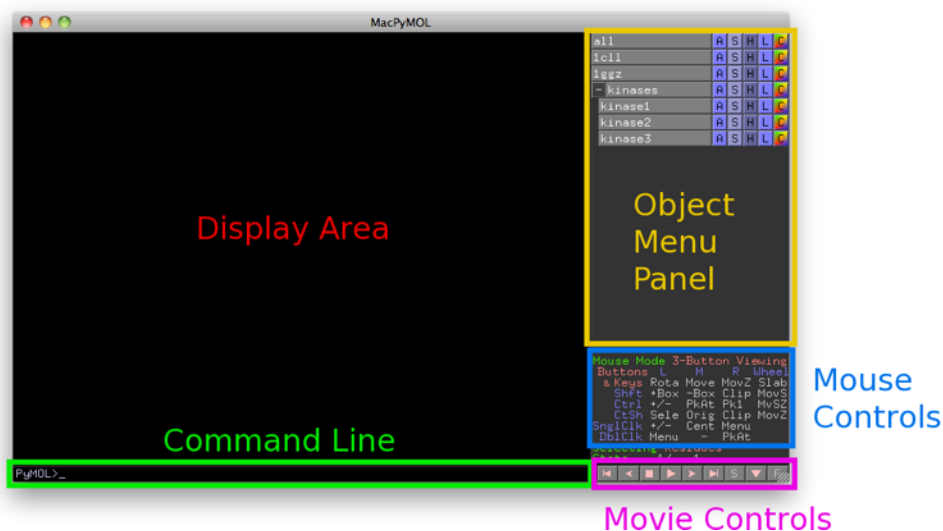 MacPyMOL
all A S H L C
1cll A S H L C
1ggz A S H L C
- kinases A S H L C
kinase1 A S H L C
kinase2 A S H L C
kinase3 A S H L C
Display Area
Object
Menu
Panel
Mouse Mode 3-Button Viewing
Buttons L M R Wheel
& Keys Rota Move MovZ Slab
Shft +Box -Box Clip MovS
Ctrl +/- PkAt Pk1 MvSZ
CtSh Sele Orig Clip MovZ
SnglClk +/- Cent Menu
DblClk Menu - PkAt
Selecting Residues
Mouse
Controls
Command Line
PyMOL>_
S F
Movie Controls